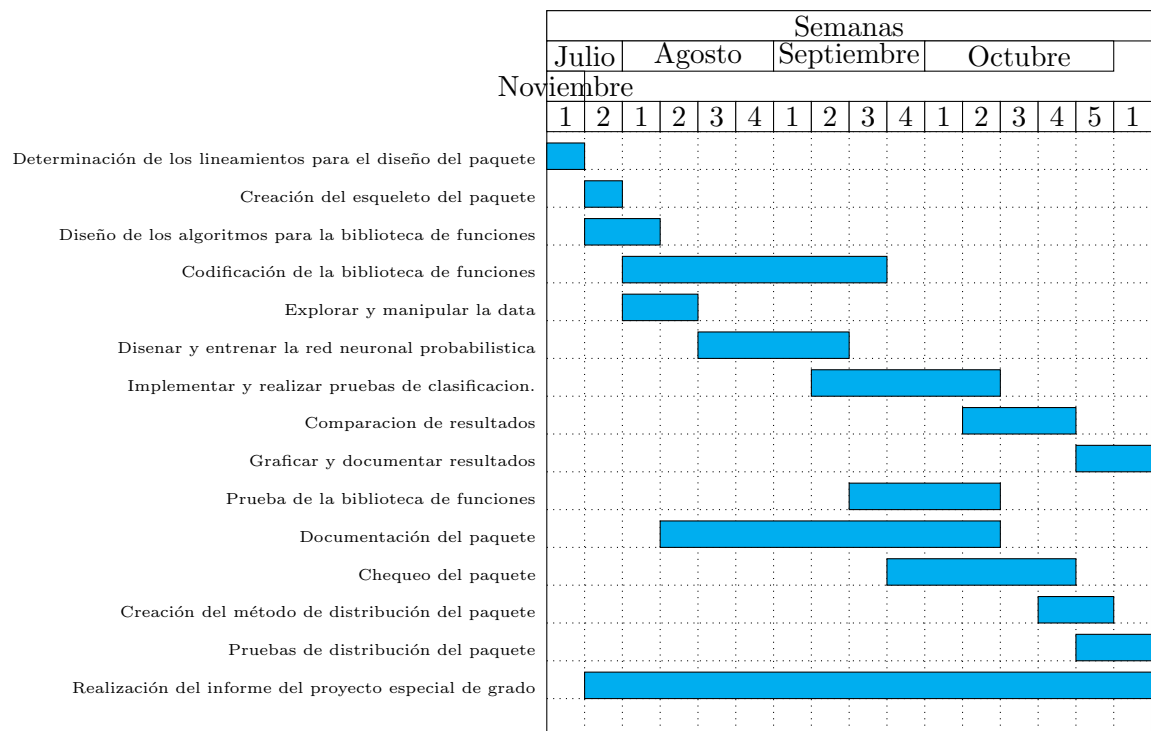 Semanas
Julio Agosto Septiembre Octubre
Noviembre
1 2 1 2 3 4 1 2 3 4 1 2 3 4 5 1
Determinación de los lineamientos para el diseño del paquete
Creación del esqueleto del paquete
Diseño de los algoritmos para la biblioteca de funciones
Codificación de la biblioteca de funciones
Explorar y manipular la data
Disenar y entrenar la red neuronal probabilistica
Implementar y realizar pruebas de clasificacion.
Comparacion de resultados
Graficar y documentar resultados
Prueba de la biblioteca de funciones
Documentación del paquete
Chequeo del paquete
Creación del método de distribución del paquete
Pruebas de distribución del paquete
Realización del informe del proyecto especial de grado